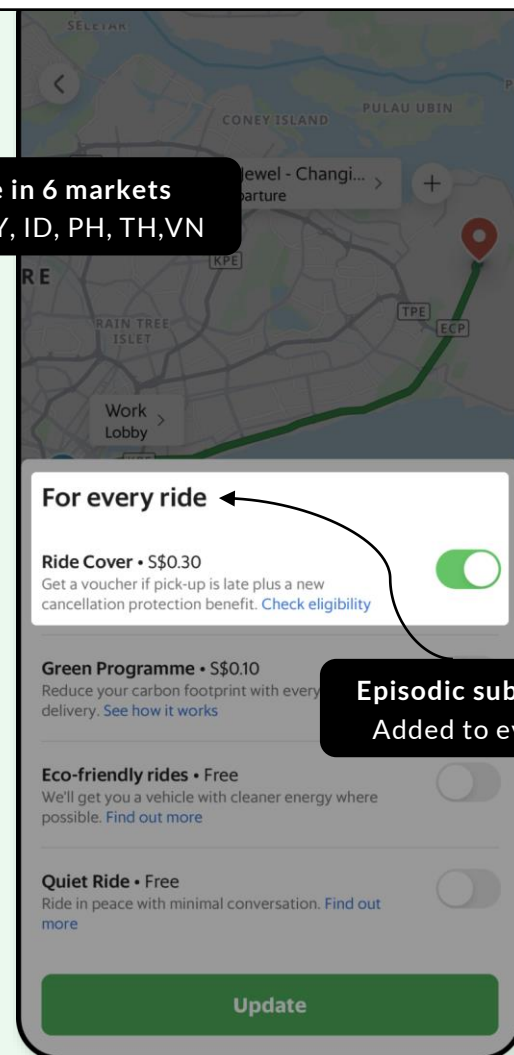 SELETAR
CONEY ISLAND
PULAU UBIN
e in 6 markets
Y, ID, PH, TH,VN
Jewel - Changi...
parture
KPE
RE
RAIN TREE
ISLET
TPE
ECP
Work
Lobby
For every ride
Ride Cover • S$0.30
Get a voucher if pick-up is late plus a new
cancellation protection benefit. Check eligibility
Green Programme • S$0.10
Reduce your carbon footprint with every
delivery. See how it works
Episodic sub
Added to ev
Eco-friendly rides • Free
We'll get you a vehicle with cleaner energy where
possible. Find out more
Quiet Ride • Free
Ride in peace with minimal conversation. Find out
more
Update